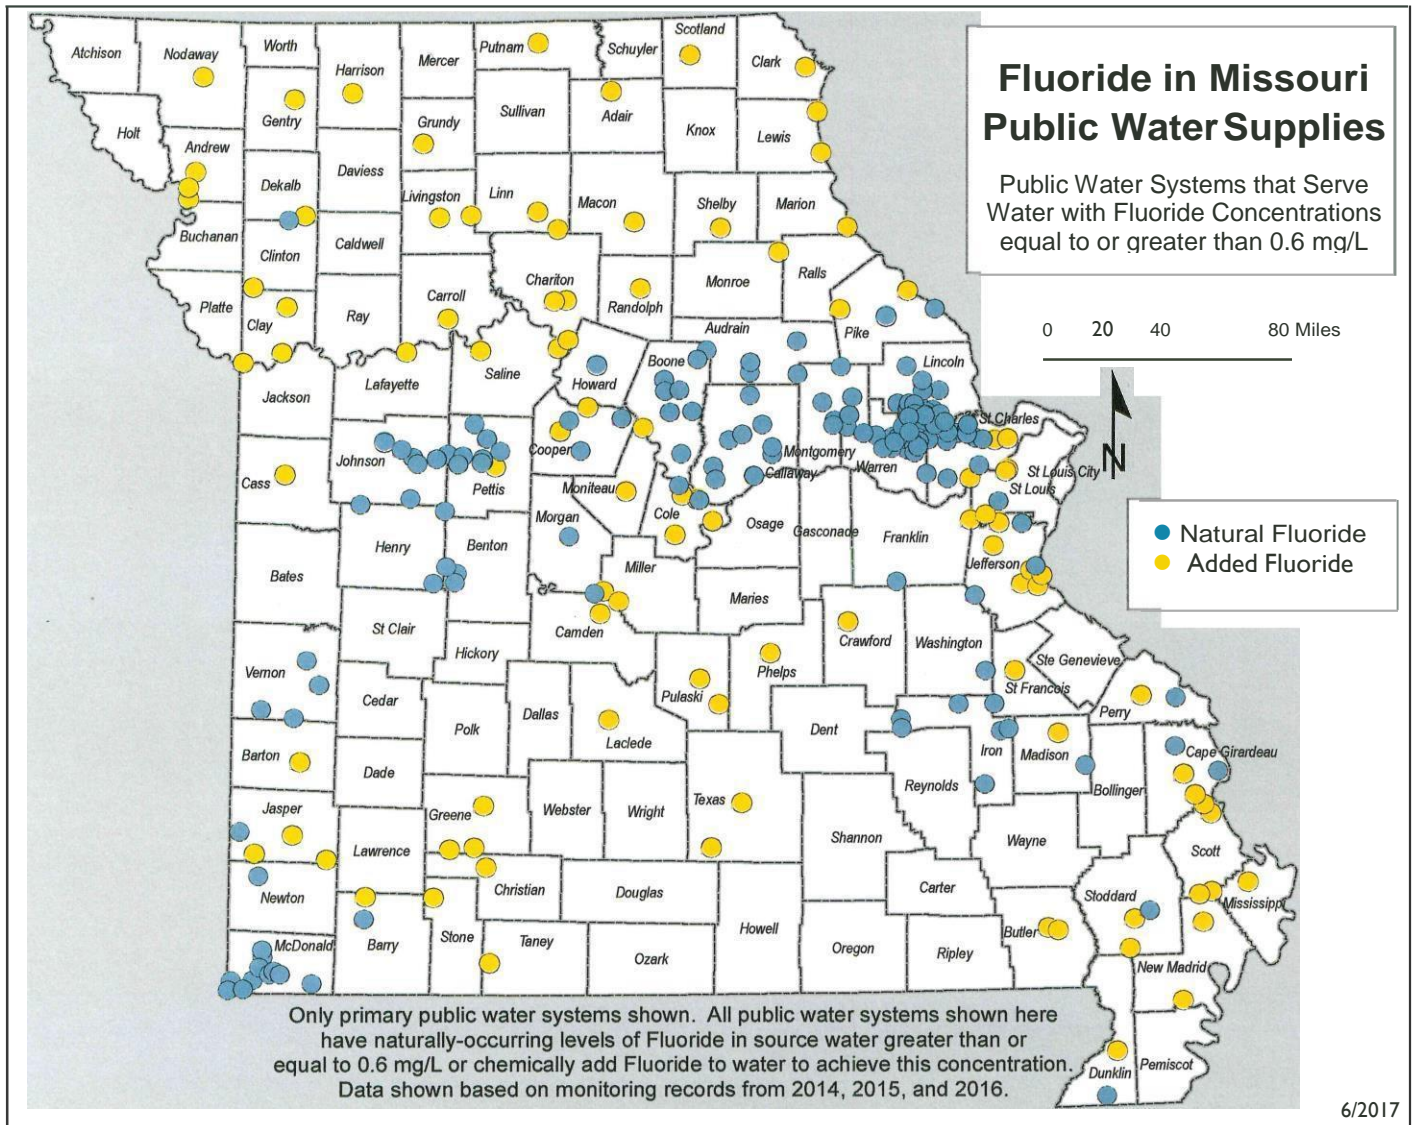 Fluoride in Missouri
Public Water Supplies
Public Water Systems that Serve
Water with Fluoride Concentrations
equal to or greater than 0.6 mg/L
0 20 40 80 Miles
N
Natural Fluoride
Added Fluoride
Atchison
Nodaway
Worth
Harrison
Mercer
Putnam
Schuyler
Scotland
Clark
Holt
Gentry
Grundy
Sullivan
Adair
Knox
Lewis
Andrew
Dekalb
Daviess
Livingston
Linn
Macon
Shelby
Marion
Buchanan
Clinton
Caldwell
Chariton
Randolph
Monroe
Ralls
Platte
Clay
Ray
Carroll
Audrain
Pike
Jackson
Lafayette
Saline
Howard
Boone
Lincoln
St Charles
Johnson
Cooper
Montgomery
Callaway
Warren
St Louis City
St Louis
Cass
Pettis
Moniteau
Morgan
Cole
Osage
Gasconade
Franklin
Jefferson
Henry
Benton
Bates
Miller
Maries
St Clair
Camden
Crawford
Washington
Hickory
Ste Genevieve
Vernon
Phelps
Pulaski
St Francois
Cedar
Perry
Polk
Dallas
Laclede
Dent
Iron
Madison
Cape Girardeau
Barton
Dade
Reynolds
Bollinger
Jasper
Greene
Webster
Wright
Texas
Shannon
Wayne
Lawrence
Scott
Newton
Christian
Douglas
Carter
Stoddard
Mississippi
McDonald
Barry
Stone
Taney
Ozark
Howell
Oregon
Ripley
Butler
New Madrid
Dunklin
Pemiscot
Only primary public water systems shown. All public water systems shown here
have naturally-occurring levels of Fluoride in source water greater than or
equal to 0.6 mg/L or chemically add Fluoride to water to achieve this concentration.
Data shown based on monitoring records from 2014, 2015, and 2016.
6/2017